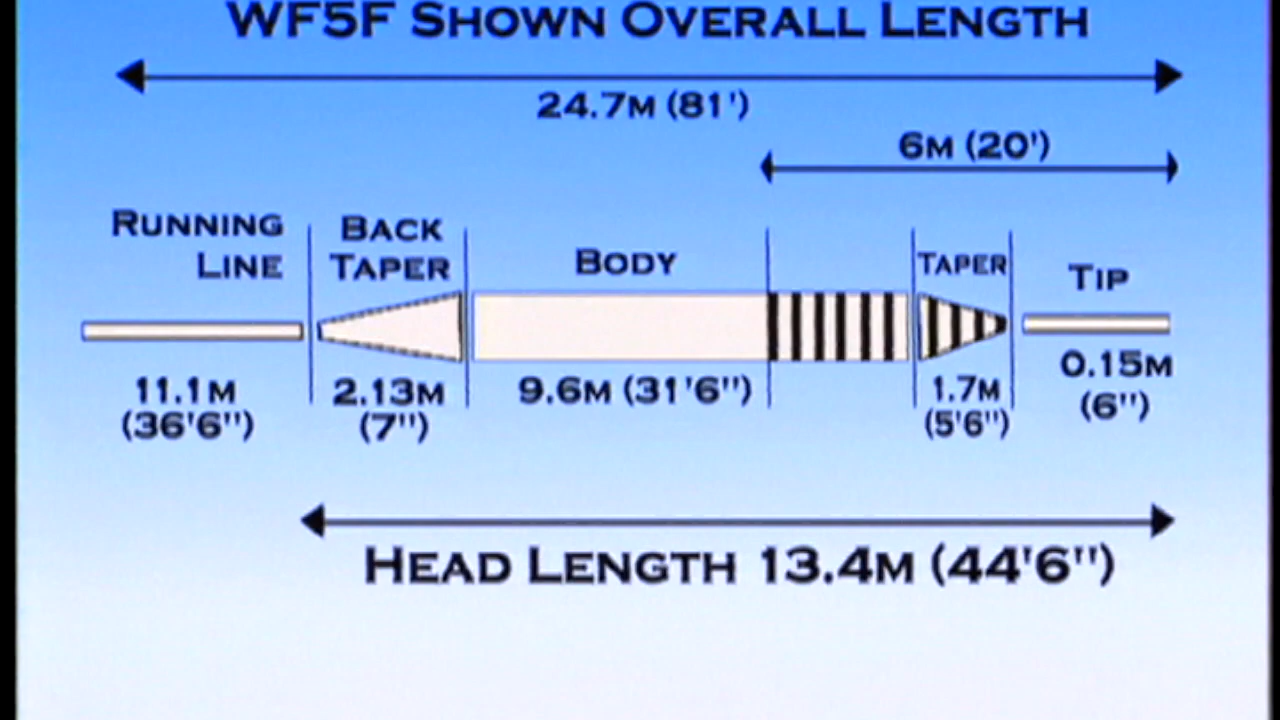 WF5F SHOWN OVERALL LENGTH
24.7M (81')
6M (20')
RUNNING
LINE
BACK
TAPER
BODY
TAPER
TIP
11.1M
(36'6")
2.13M
(7")
9.6M (31'6")
1.7M
(5'6")
0.15M
(6")
HEAD LENGTH 13.4M (44'6")